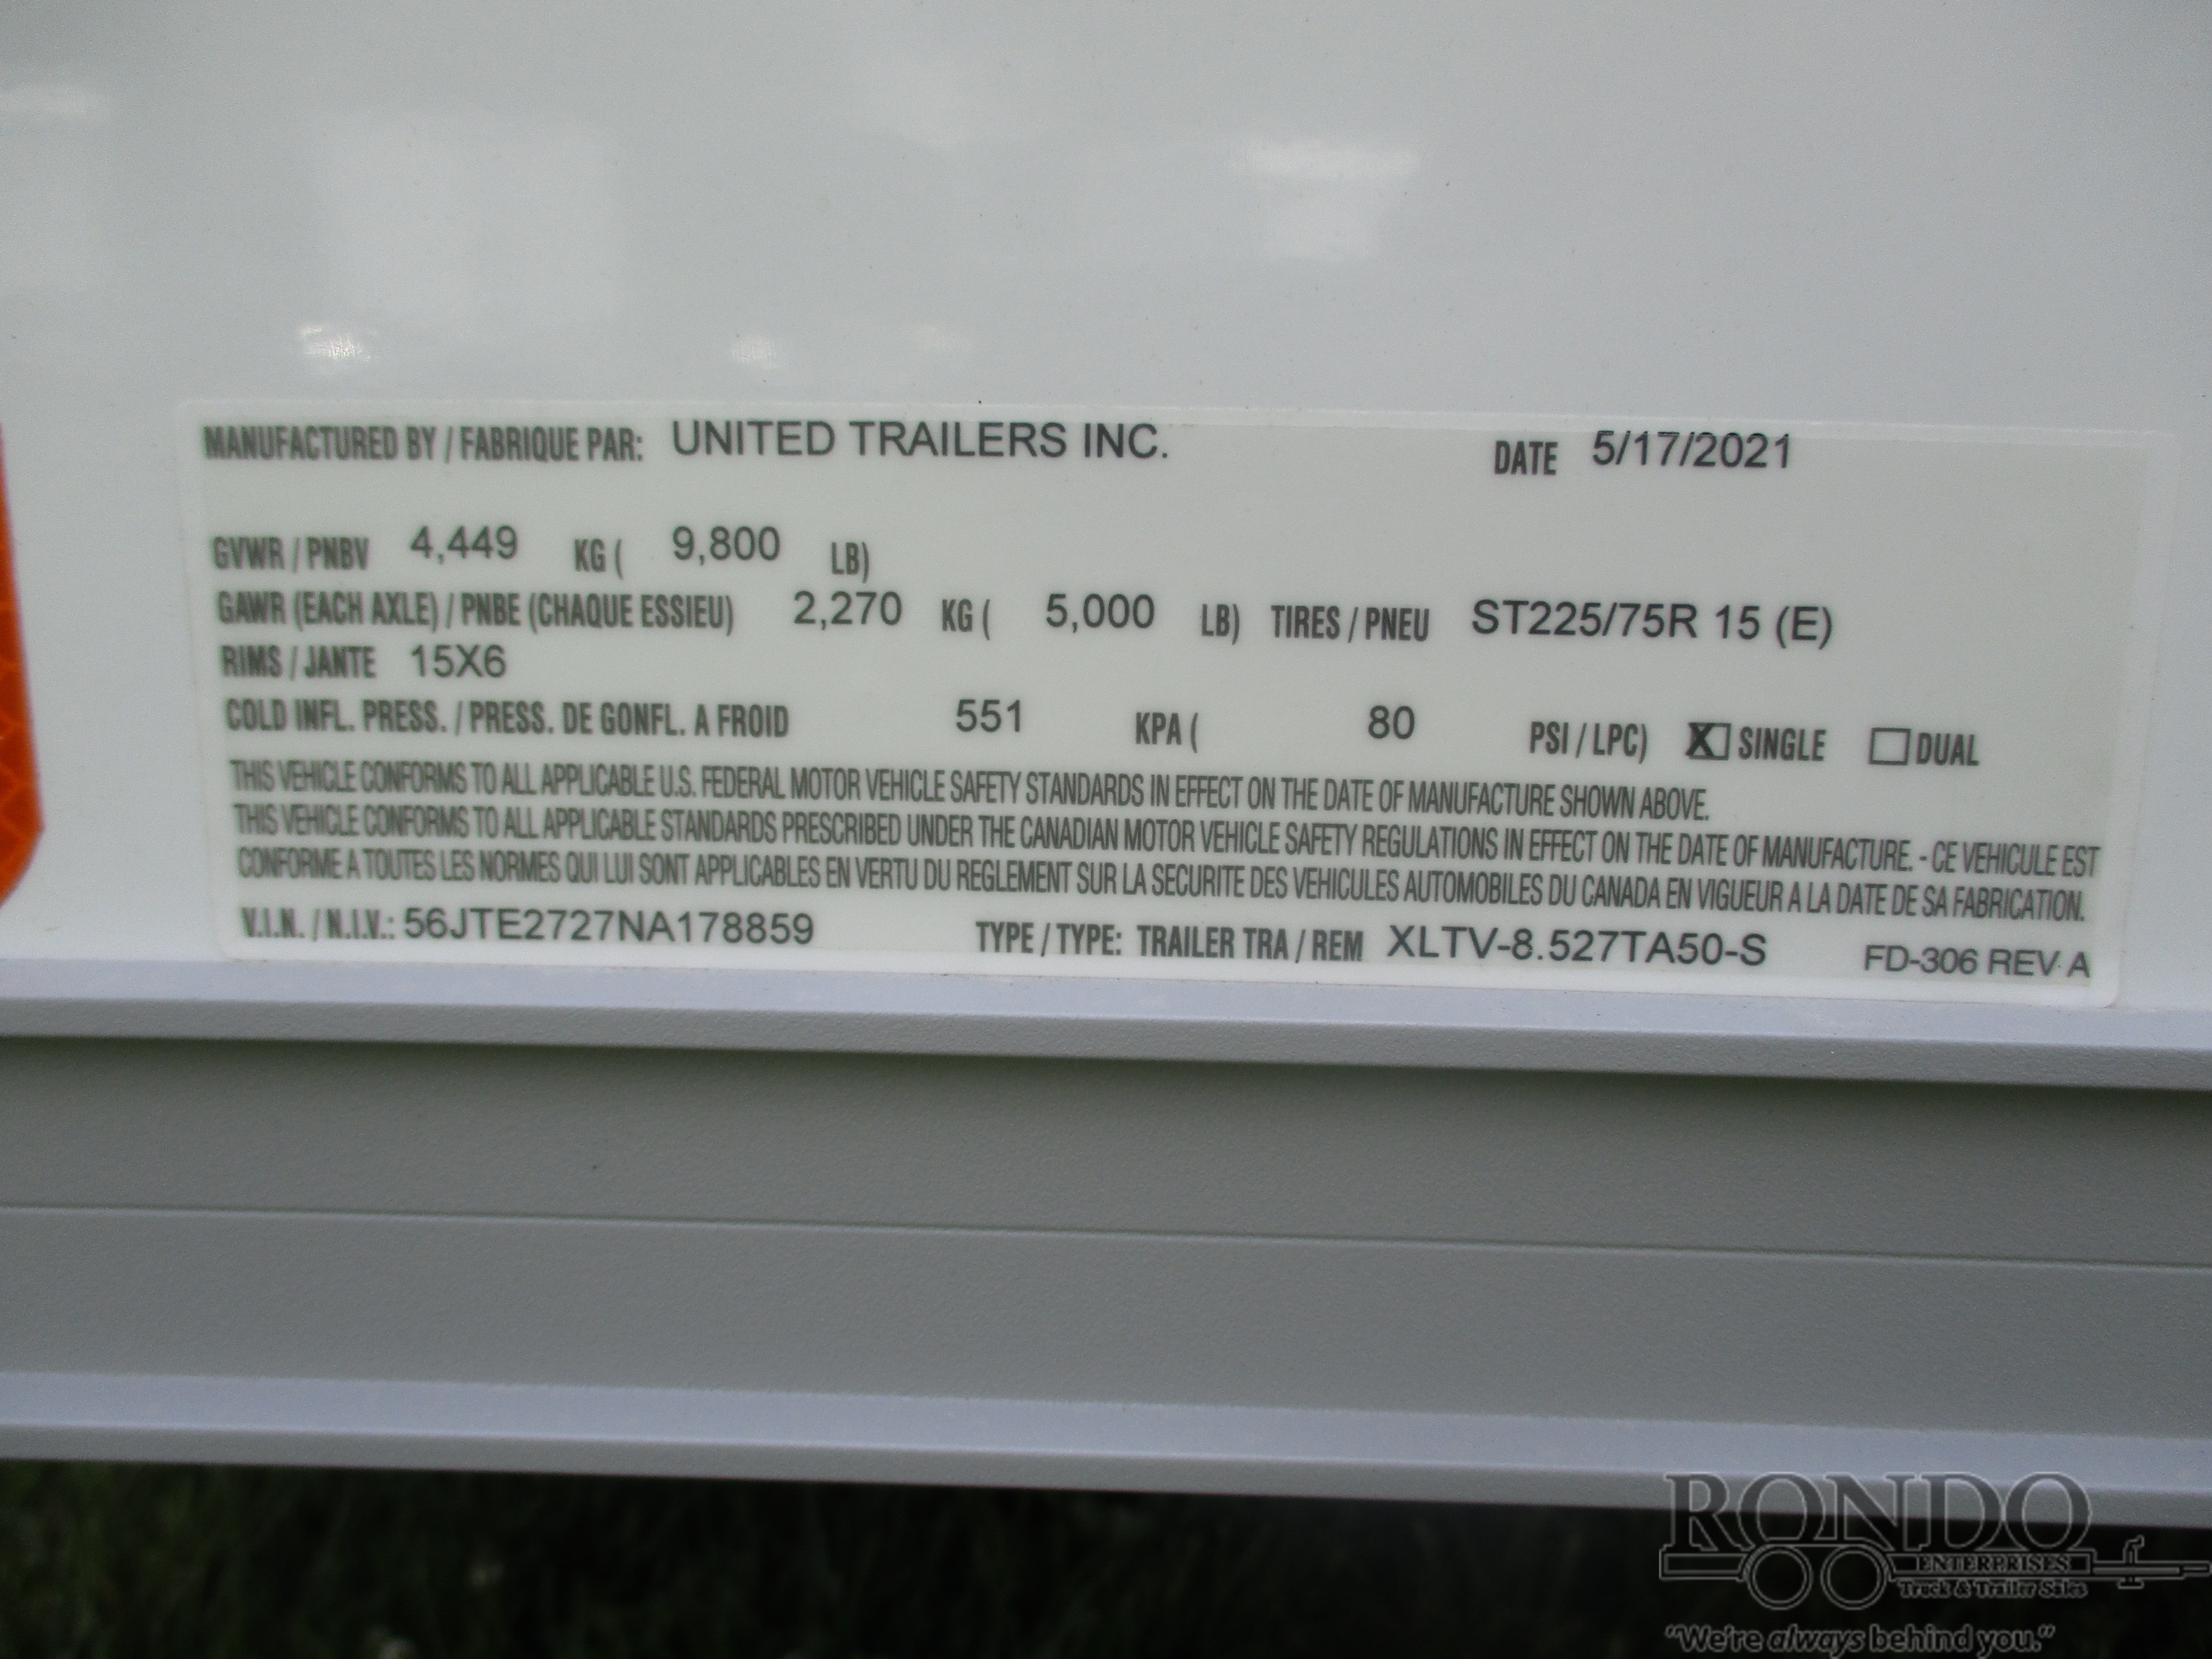 MANUFACTURED BY / FABRIQUE PAR: UNITED TRAILERS INC. DATE 5/17/2021
GVWR / PNBV 4,449 KG ( 9,800 LB)
GAWR (EACH AXLE) / PNBE (CHAQUE ESSIEU) 2,270 KG ( 5,000 LB) TIRES / PNEU ST225/75R 15 (E)
RIMS / JANTE 15X6
COLD INFL. PRESS. / PRESS. DE GONFL. A FROID 551 KPA ( 80 PSI / LPC) X SINGLE DUAL
THIS VEHICLE CONFORMS TO ALL APPLICABLE U.S. FEDERAL MOTOR VEHICLE SAFETY STANDARDS IN EFFECT ON THE DATE OF MANUFACTURE SHOWN ABOVE.
THIS VEHICLE CONFORMS TO ALL APPLICABLE STANDARDS PRESCRIBED UNDER THE CANADIAN MOTOR VEHICLE SAFETY REGULATIONS IN EFFECT ON THE DATE OF MANUFACTURE. - CE VEHICULE EST
CONFORME A TOUTES LES NORMES QUI LUI SONT APPLICABLES EN VERTU DU REGLEMENT SUR LA SECURITE DES VEHICULES AUTOMOBILES DU CANADA EN VIGUEUR A LA DATE DE SA FABRICATION.
V.I.N. / N.I.V.: 56JTE2727NA178859 TYPE / TYPE: TRAILER TRA / REM XLTV-8.527TA50-S FD-306 REV A
RONDO
ENTERPRISES
Truck & Trailer Sales
"We're always behind you."